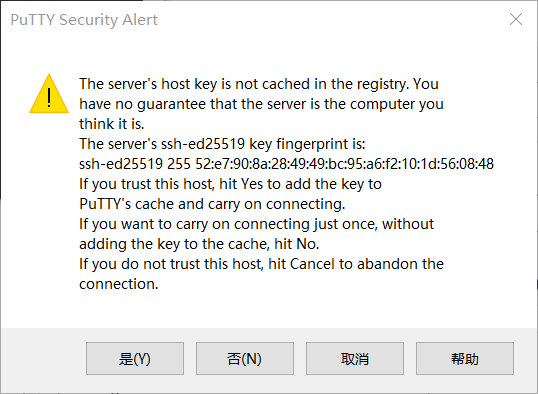 PuTTY Security Alert
The server's host key is not cached in the registry. You
have no guarantee that the server is the computer you
think it is.
The server's ssh-ed25519 key fingerprint is:
ssh-ed25519 255 52:e7:90:8a:28:49:49:bc:95:a6:f2:10:1d:56:08:48
If you trust this host, hit Yes to add the key to
PuTTY's cache and carry on connecting.
If you want to carry on connecting just once, without
adding the key to the cache, hit No.
If you do not trust this host, hit Cancel to abandon the
connection.
是(Y) 否(N) 取消 帮助